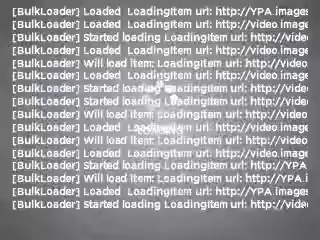 [BulkLoader] Loaded LoadingItem url: http://YPA.images
[BulkLoader] Loaded LoadingItem url: http://video.image
[BulkLoader] Started loading LoadingItem url: http://vide
[BulkLoader] Loaded LoadingItem url: http://video.image
[BulkLoader] Will load item: LoadingItem url: http://video
[BulkLoader] Loaded LoadingItem url: http://video.image
[BulkLoader] Started loading LoadingItem url: http://vide
[BulkLoader] Started loading LoadingItem url: http://vide
[BulkLoader] Will load item: LoadingItem url: http://video
[BulkLoader] Loaded LoadingItem url: http://video.image
[BulkLoader] Will load item: LoadingItem url: http://video
[BulkLoader] Loaded LoadingItem url: http://video.image
[BulkLoader] Started loading LoadingItem url: http://YPA
[BulkLoader] Will load item: LoadingItem url: http://YPA.i
[BulkLoader] Loaded LoadingItem url: http://YPA.images
[BulkLoader] Started loading LoadingItem url: http://vide